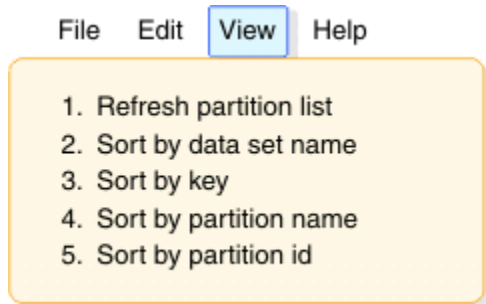 File Edit View Help
1. Refresh partition list
2. Sort by data set name
3. Sort by key
4. Sort by partition name
5. Sort by partition id